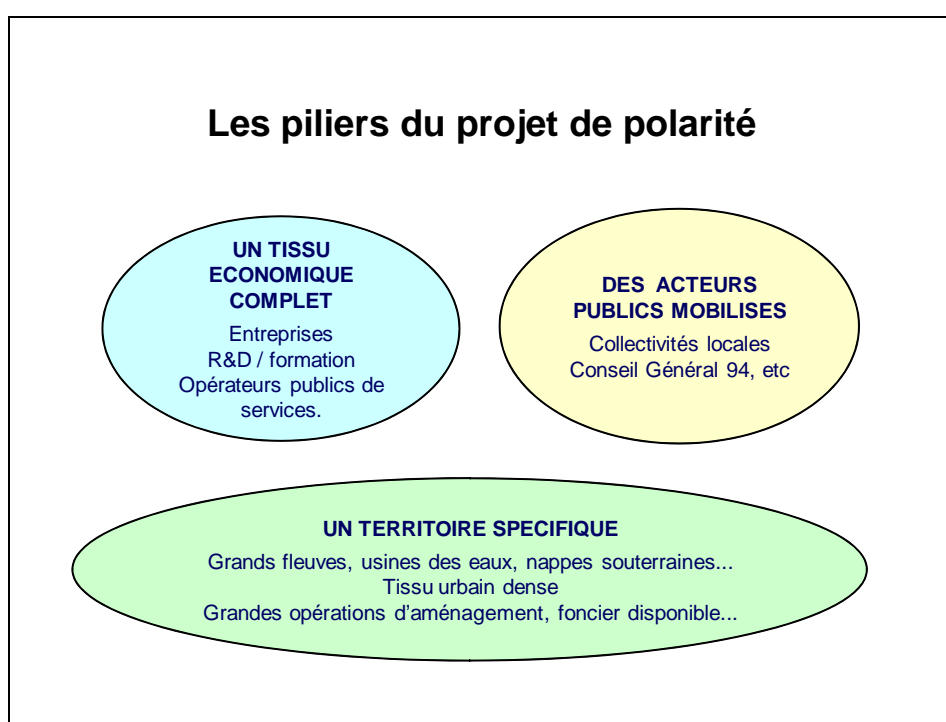 Les piliers du projet de polarité
UN TISSU
ECONOMIQUE
COMPLET
Entreprises
R&D / formation
Opérateurs publics de
services.
DES ACTEURS
PUBLICS MOBILISES
Collectivités locales
Conseil Général 94, etc
UN TERRITOIRE SPECIFIQUE
Grands fleuves, usines des eaux, nappes souterraines...
Tissu urbain dense
Grandes opérations d'aménagement, foncier disponible...